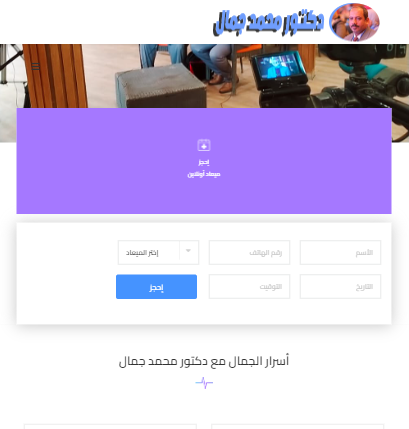 دكتور محمد جمال
إحجز
ميعاد أونلاين
الأسم
رقم الهاتف
إختر الميعاد
التاريخ
التوقيت
إحجز
أسرار الجمال مع دكتور محمد جمال